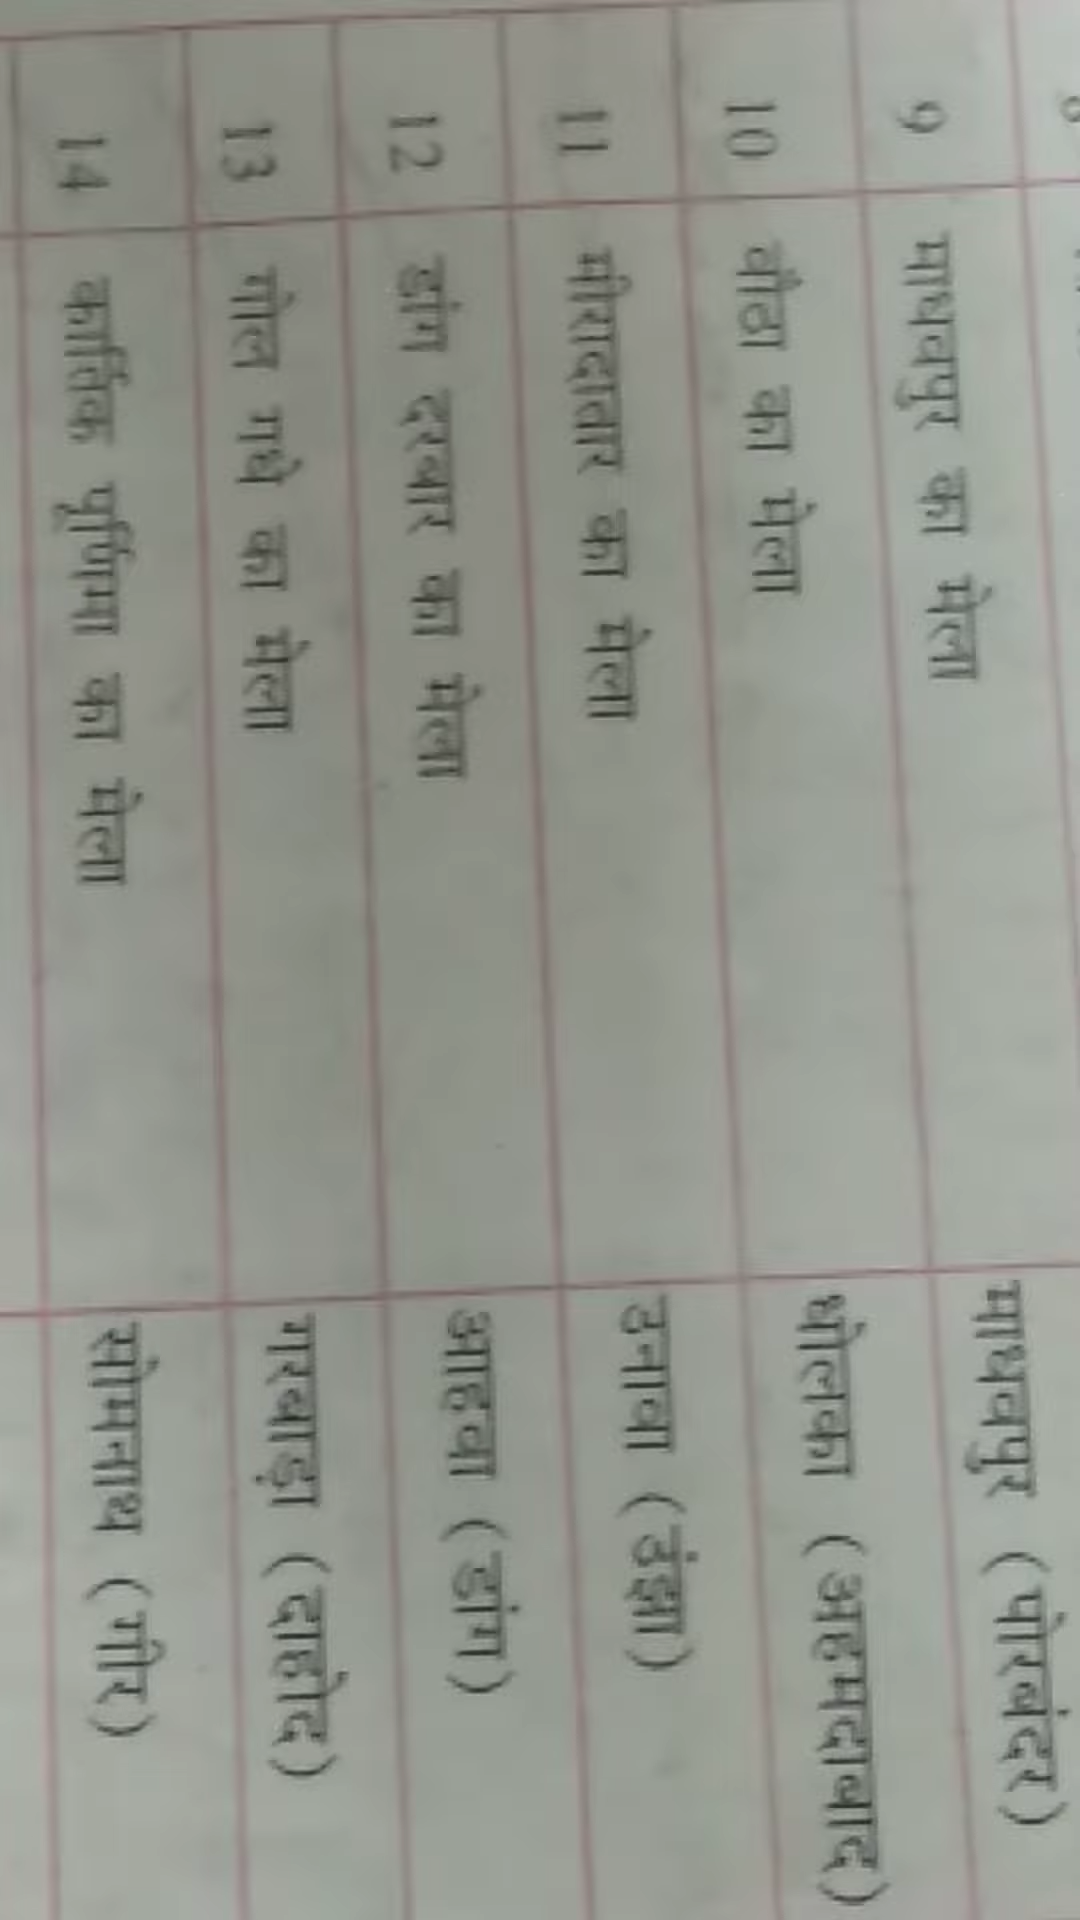 9 माधवपुर का मेला माधवपुर (पोरबंदर)
10 वौठा का मेला धोलका (अहमदाबाद)
11 मीरादातार का मेला उनावा (उंझा)
12 डांग दरबार का मेला आहवा (डांग)
13 गोल गधे का मेला गरबाड़ा (दाहोद)
14 कार्तिक पूर्णिमा का मेला सोमनाथ (गीर)